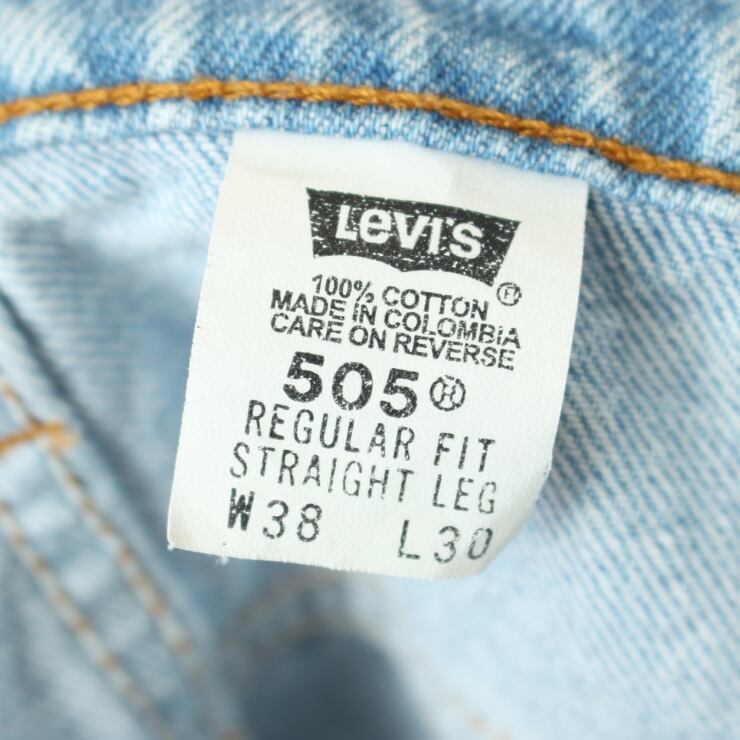 LEVI'S
®
100% COTTON
MADE IN COLOMBIA
CARE ON REVERSE
505®
REGULAR FIT
STRAIGHT LEG
W38 L30